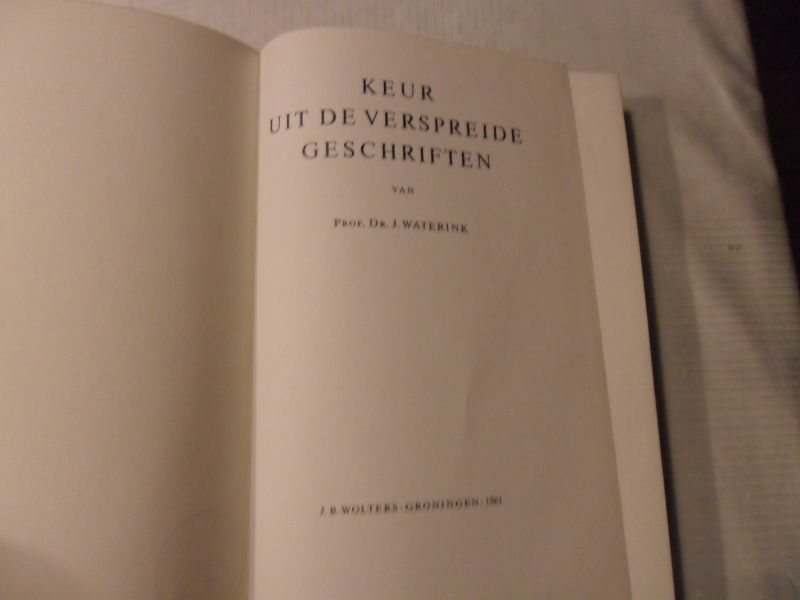 KEUR
UIT DE VERSPREIDE
GESCHRIFTEN
VAN
PROF. DR. J. WATERINK
J. B. WOLTERS · GRONINGEN · 1961